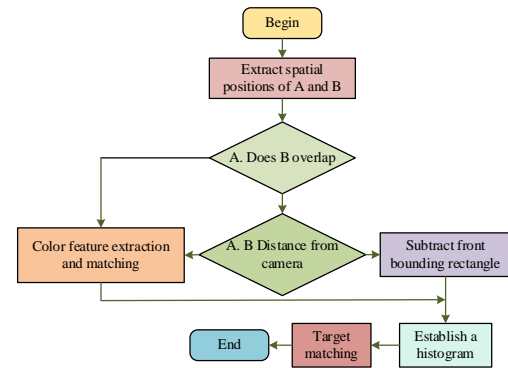 Begin
Extract spatial
positions of A and B
A. Does B overlap
Color feature extraction
and matching
A. B Distance from
camera
Subtract front
bounding rectangle
End
Target
matching
Establish a
histogram